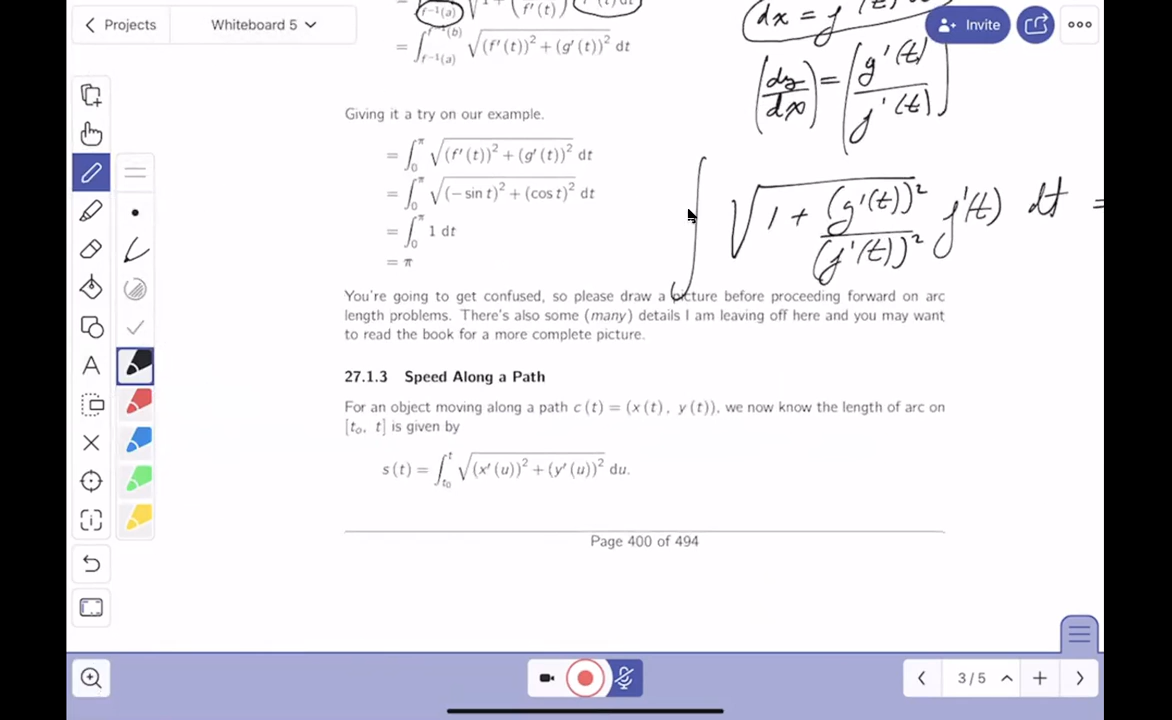 Projects
Whiteboard 5
Invite
= ∫_{f⁻¹(a)} √(1 + ( f'(t) )
= ∫_{f⁻¹(a)}^{f⁻¹(b)} √((f'(t))² + (g'(t))²) dt
Giving it a try on our example.
= ∫_0^π √((f'(t))² + (g'(t))²) dt
= ∫_0^π √((− sin t)² + (cos t)²) dt
= ∫_0^π 1 dt
= π
dx = f'(t)
(dy/dx) = (g'(t)/f'(t))
∫ √(1 + (g'(t))²/(f'(t))²) f'(t) dt =
You're going to get confused, so please draw a picture before proceeding forward on arc
length problems. There's also some (many) details I am leaving off here and you may want
to read the book for a more complete picture.
27.1.3 Speed Along a Path
For an object moving along a path c (t) = (x (t) , y (t)), we now know the length of arc on
[t₀, t] is given by
s (t) = ∫_{t₀}^t √((x'(u))² + (y'(u))²) du.
Page 400 of 494
A
3 / 5